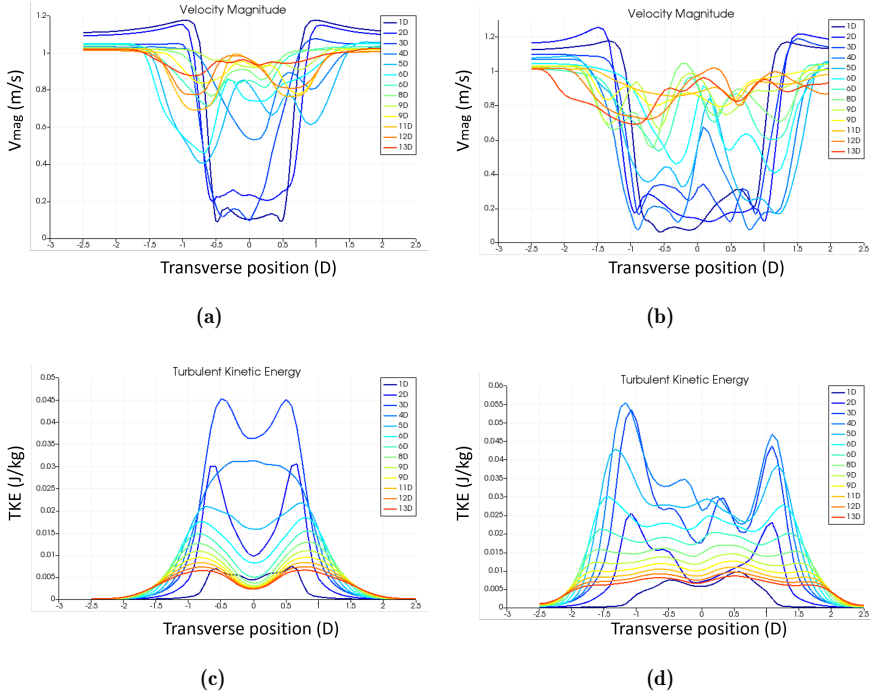 Velocity Magnitude
1.2
1
0.8
0.6
0.4
0.2
0
-3 -2.5 -2 -1.5 -1 -0.5 0 0.5 1 1.5 2 2.5
V mag (m/s)
Transverse position (D)
1D
2D
3D
4D
5D
6D
6D
8D
9D
9D
11D
12D
13D
(a)
Velocity Magnitude
1.2
1
0.8
0.6
0.4
0.2
0
-3 -2.5 -2 -1.5 -1 -0.5 0 0.5 1 1.5 2 2.5
Vmag (m/s)
Transverse position (D)
1D
2D
3D
4D
5D
6D
6D
8D
9D
9D
11D
12D
13D
(b)
Turbulent Kinetic Energy
0.05
0.045
0.04
0.035
0.03
0.025
0.02
0.015
0.01
0.005
0
-3 -2.5 -2 -1.5 -1 -0.5 0 0.5 1 1.5 2 2.5
TKE (J/kg)
Transverse position (D)
1D
2D
3D
4D
5D
6D
6D
8D
9D
9D
11D
12D
13D
(c)
Turbulent Kinetic Energy
0.06
0.055
0.05
0.045
0.04
0.035
0.03
0.025
0.02
0.015
0.01
0.005
0
-3 -2.5 -2 -1.5 -1 -0.5 0 0.5 1 1.5 2 2.5
TKE (J/kg)
Transverse position (D)
1D
2D
3D
4D
5D
6D
6D
8D
9D
9D
11D
12D
13D
(d)